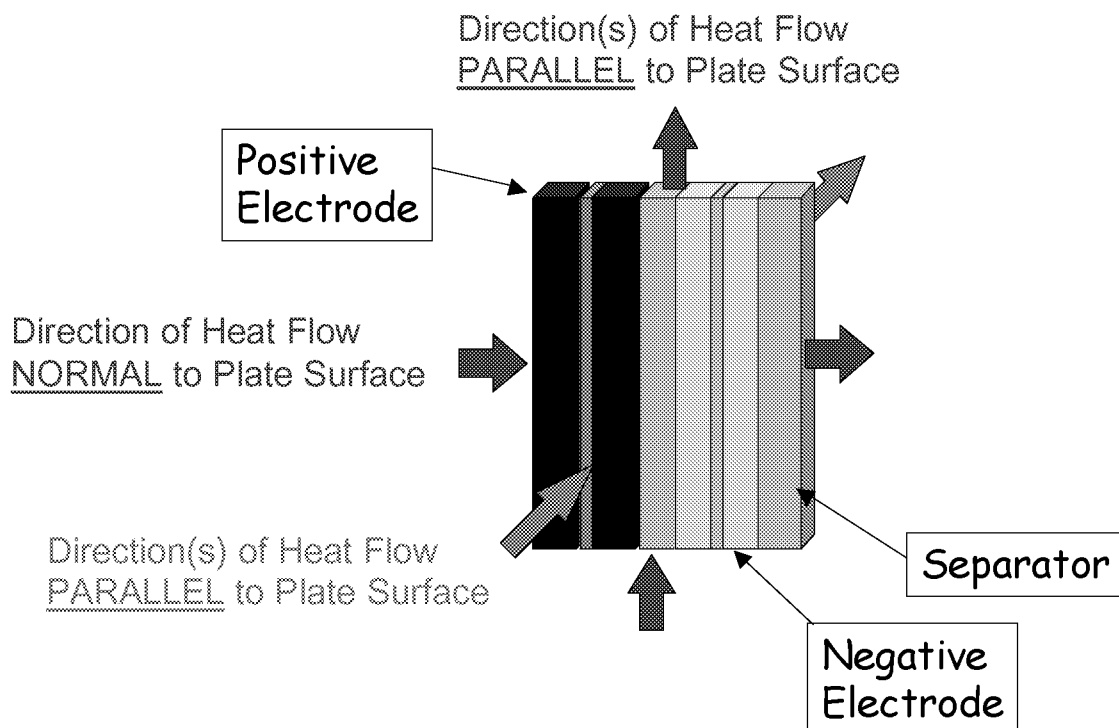 Direction(s) of Heat Flow
PARALLEL to Plate Surface
Positive
Electrode
Direction of Heat Flow
NORMAL to Plate Surface
Direction(s) of Heat Flow
PARALLEL to Plate Surface
Separator
Negative
Electrode